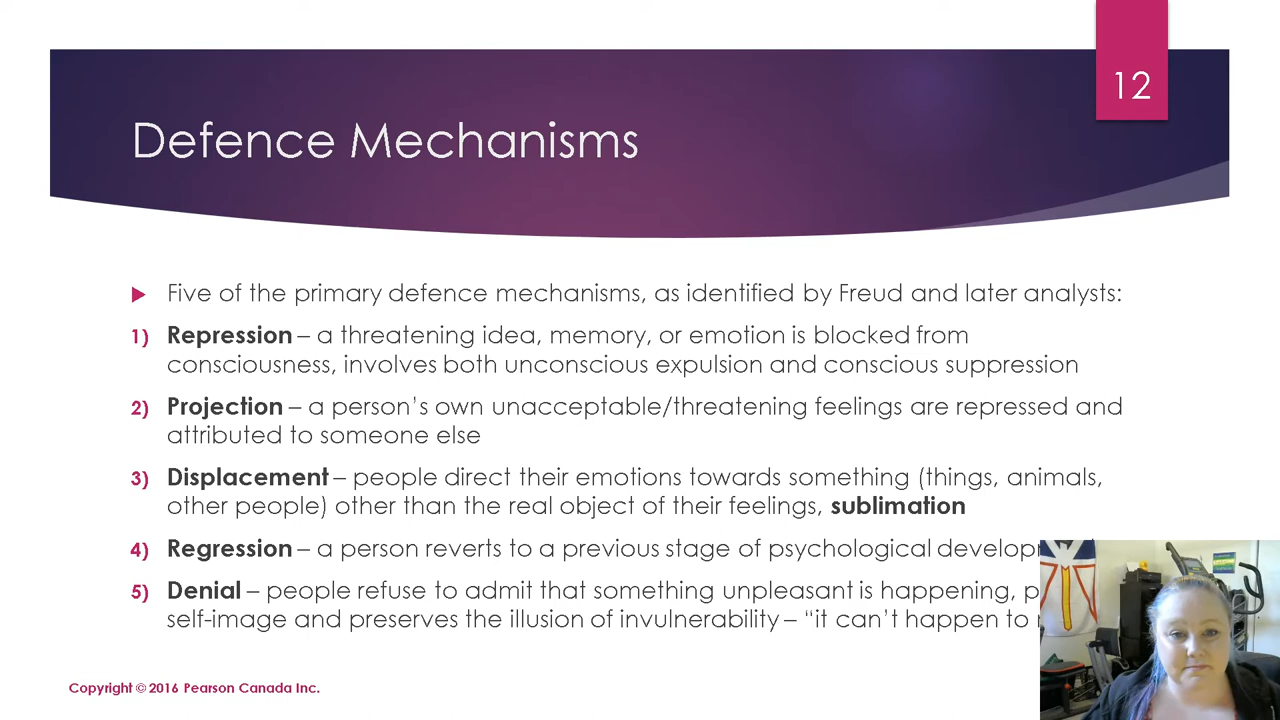 12
Defence Mechanisms
Five of the primary defence mechanisms, as identified by Freud and later analysts:
1) Repression – a threatening idea, memory, or emotion is blocked from
consciousness, involves both unconscious expulsion and conscious suppression
2) Projection – a person’s own unacceptable/threatening feelings are repressed and
attributed to someone else
3) Displacement – people direct their emotions towards something (things, animals,
other people) other than the real object of their feelings, sublimation
4) Regression – a person reverts to a previous stage of psychological
5) Denial – people refuse to admit that something unpleasant is happening,
self-image and preserves the illusion of invulnerability – “it can’t happen to
Copyright © 2016 Pearson Canada Inc.